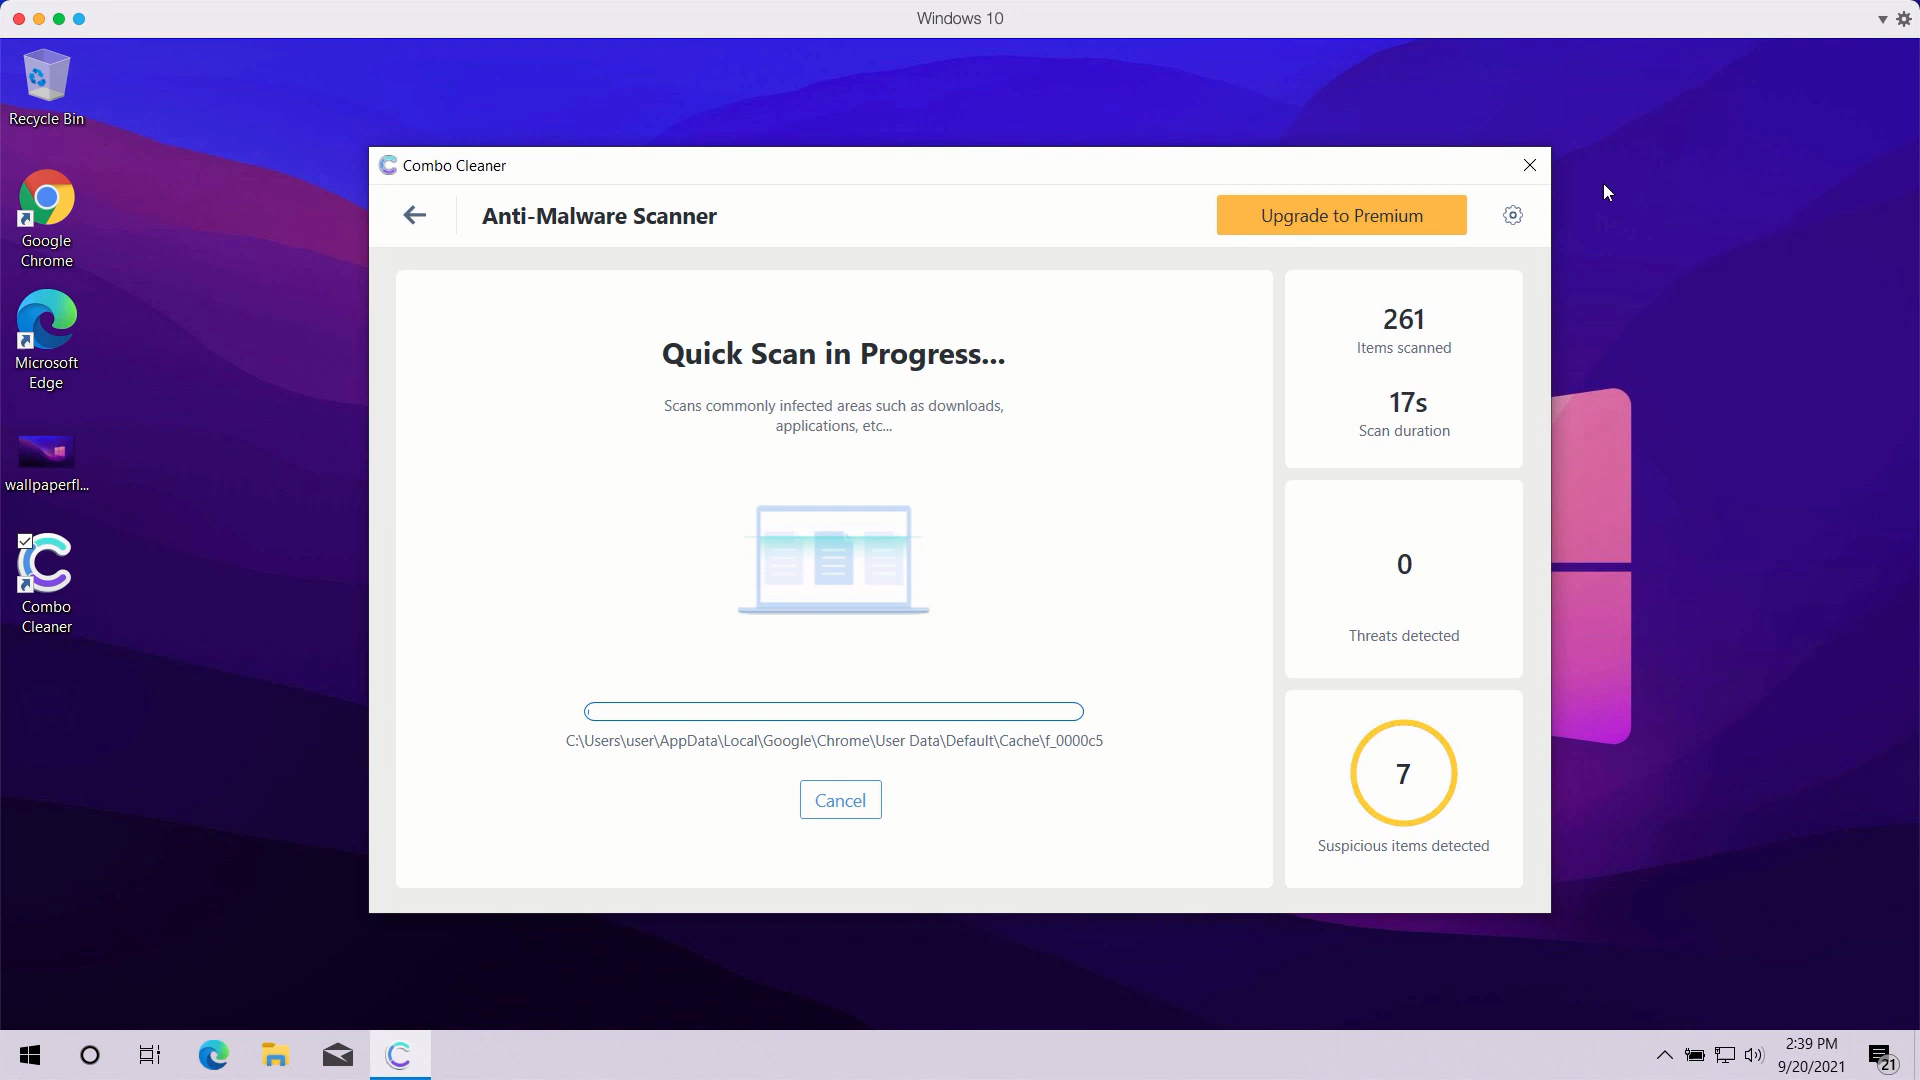 Windows 10
Recycle Bin
Google
Chrome
Microsoft
Edge
wallpaperfl...
Combo
Cleaner
Combo Cleaner
Anti-Malware Scanner
Upgrade to Premium
Quick Scan in Progress...
Scans commonly infected areas such as downloads,
applications, etc...
C:\Users\user\AppData\Local\Google\Chrome\User Data\Default\Cache\f_0000c5
Cancel
261
Items scanned
17s
Scan duration
0
Threats detected
7
Suspicious items detected
2:39 PM
9/20/2021
21